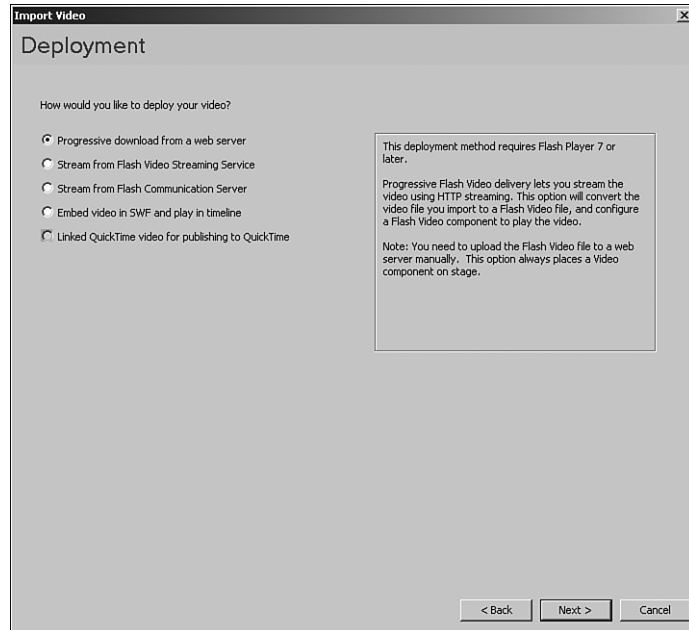 Import Video
Deployment
How would you like to deploy your video?
Progressive download from a web server
Stream from Flash Video Streaming Service
Stream from Flash Communication Server
Embed video in SWF and play in timeline
Linked QuickTime video for publishing to QuickTime
This deployment method requires Flash Player 7 or
later.
Progressive Flash Video delivery lets you stream the
video using HTTP streaming. This option will convert the
video file you import to a Flash Video file, and configure
a Flash Video component to play the video.
Note: You need to upload the Flash Video file to a web
server manually. This option always places a Video
component on stage.
< Back
Next >
Cancel